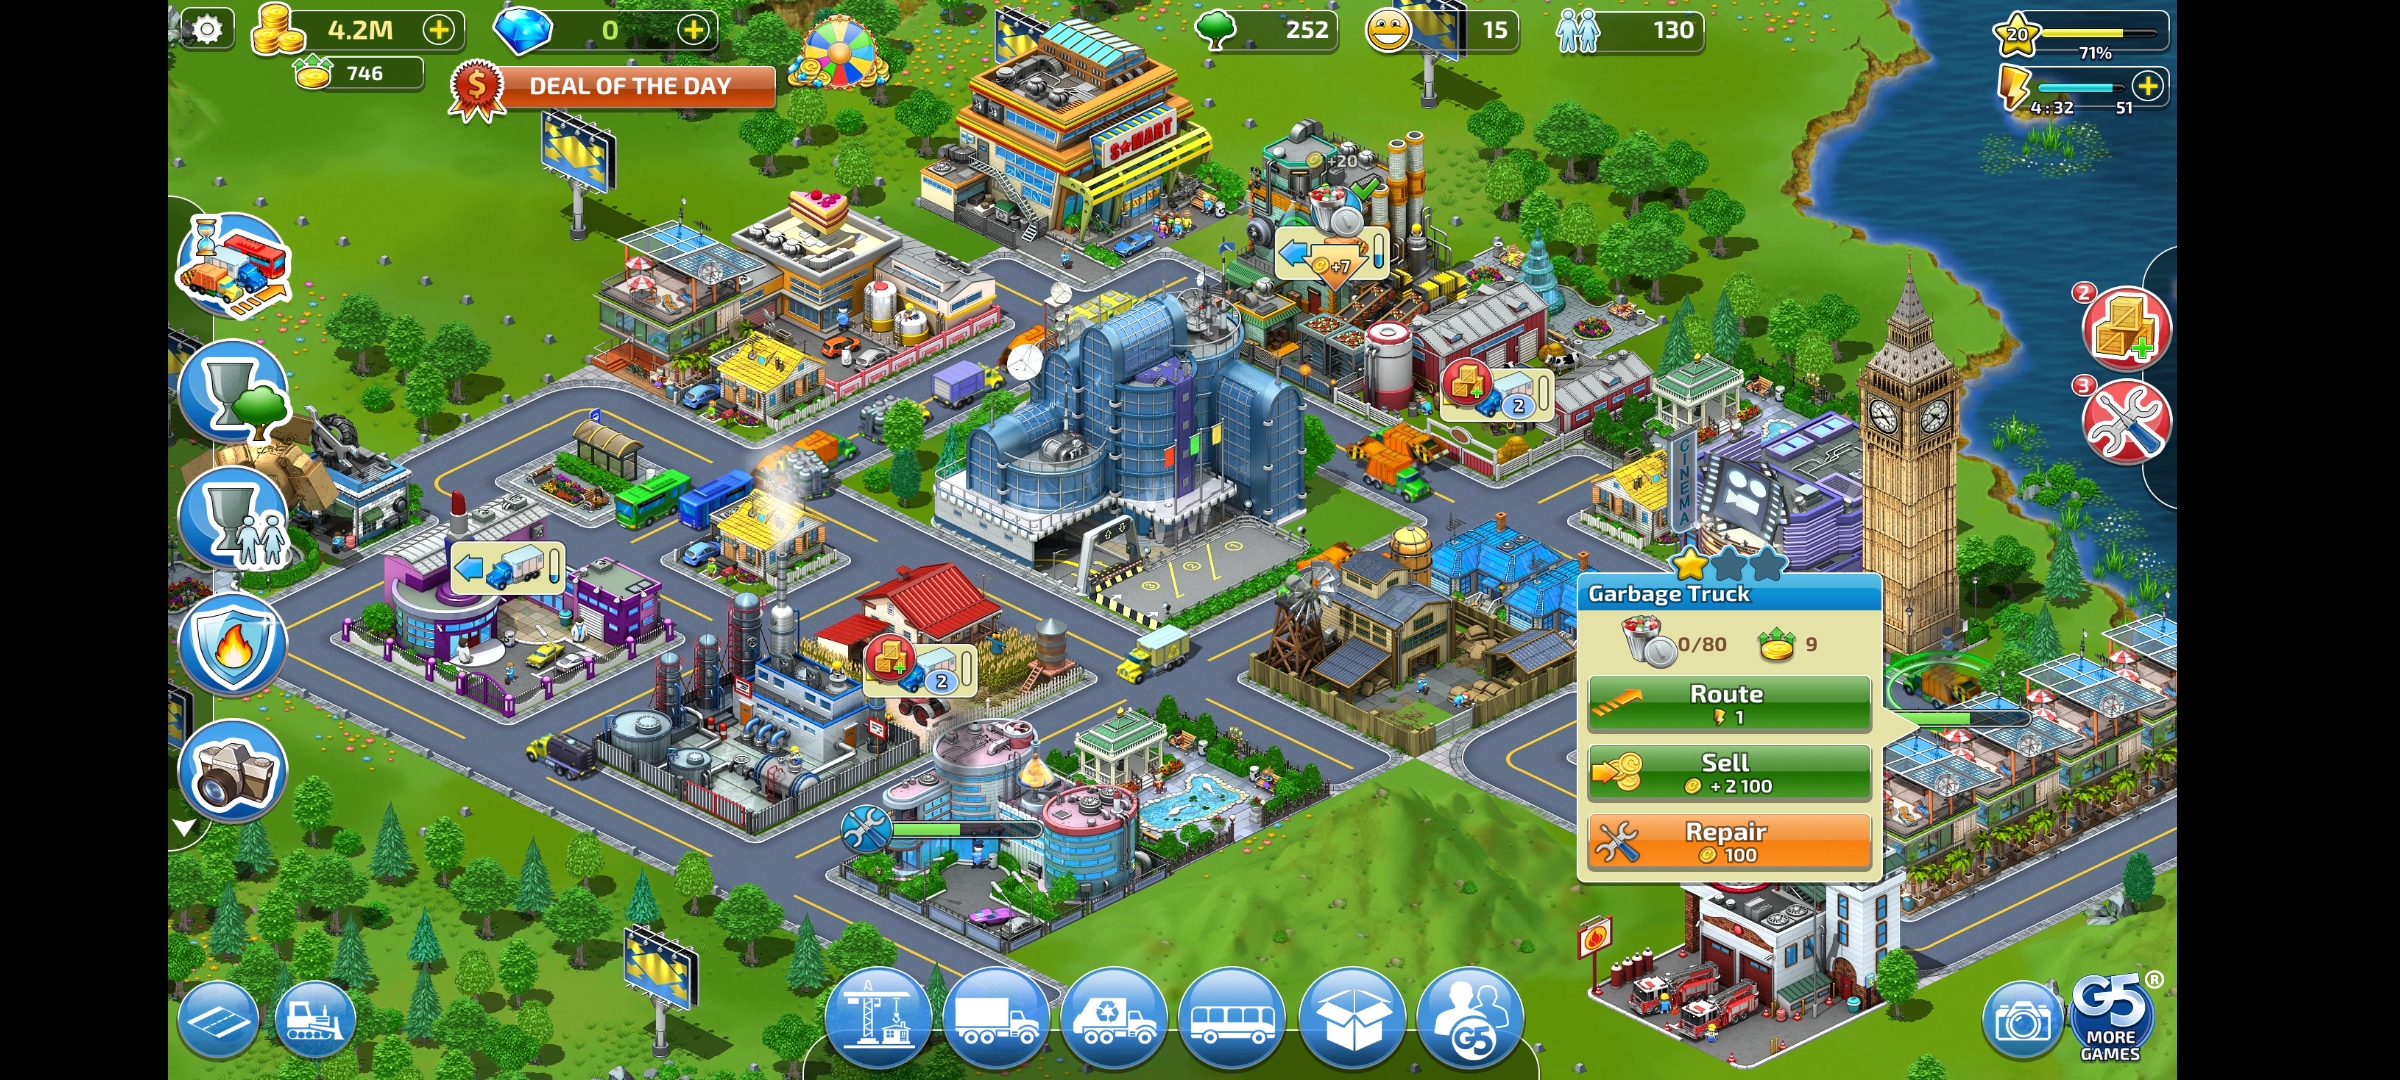 4.2M
0
252
15
130
20
71%
746
DEAL OF THE DAY
4:32
51
S★MART
+20
+7
2
2
3
CINEMA
2
Garbage Truck
0/80
9
Route
1
Sell
+ 2 100
Repair
100
G5
G5®
MORE
GAMES